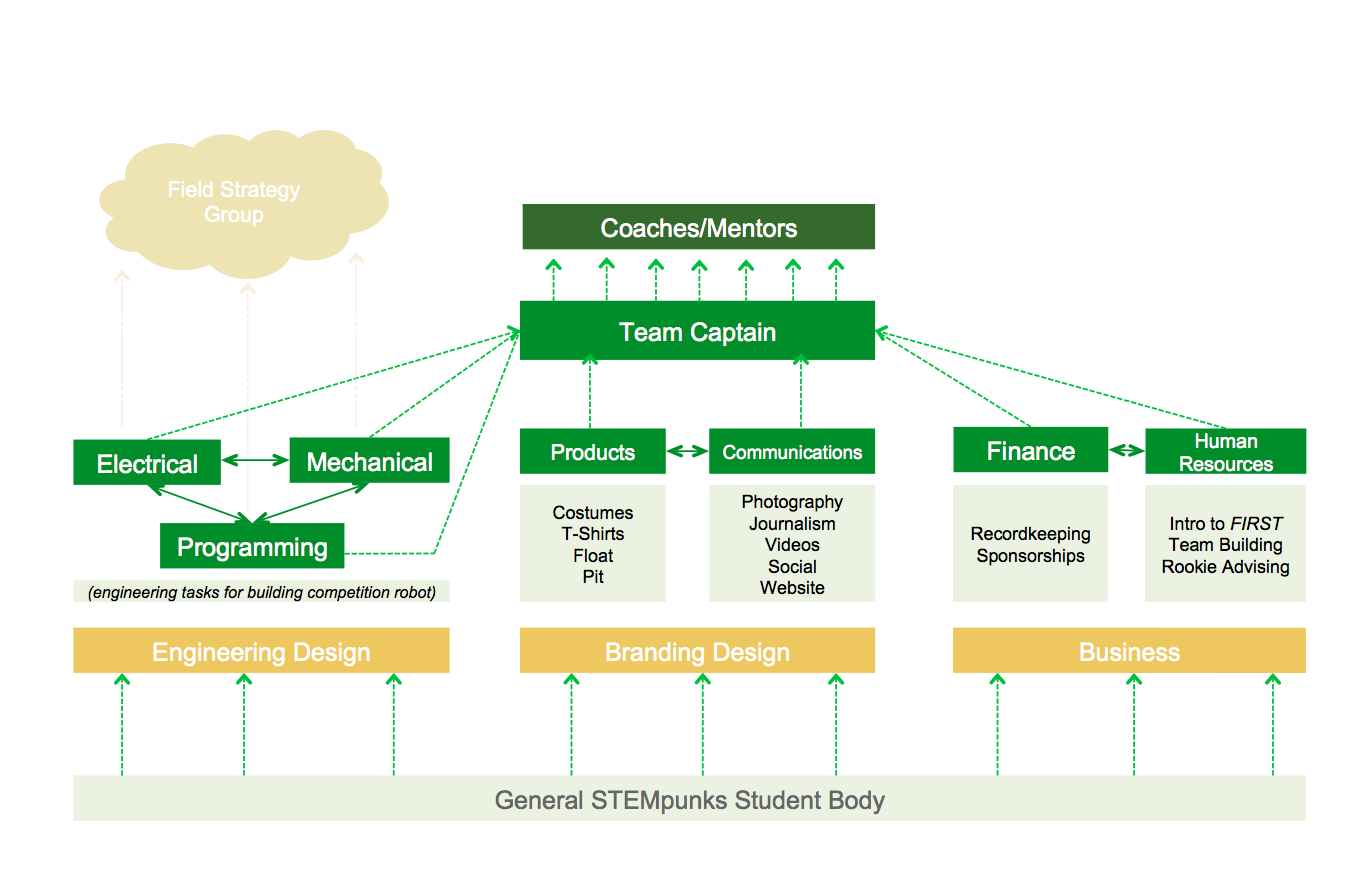 Field Strategy
Group
Coaches/Mentors
Team Captain
Electrical
Mechanical
Programming
(engineering tasks for building competition robot)
Products
Communications
Costumes
T-Shirts
Float
Pit
Photography
Journalism
Videos
Social
Website
Finance
Human
Resources
Recordkeeping
Sponsorships
Intro to FIRST
Team Building
Rookie Advising
Engineering Design
Branding Design
Business
General STEMpunks Student Body